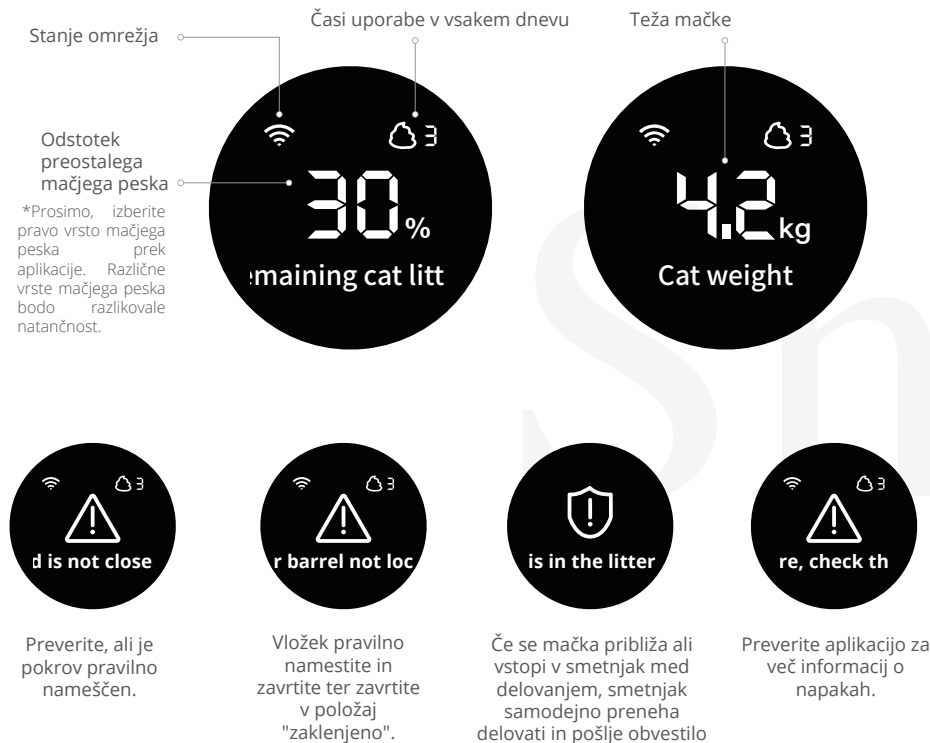 Časi uporabe v vsakem dnevu
Teža mačke
Stanje omrežja
Odstotek
preostalega
mačjega peska
*Prosimo, izberite
pravo vrsto mačjega
peska prek
aplikacije. Različne
vrste mačjega peska
bodo razlikovale
natančnost.
3
30%
emaining cat litt
3
4.2kg
Cat weight
3
d is not close
3
r barrel not loc
is in the litter
3
re, check th
Preverite, ali je
pokrov pravilno
nameščen.
Vložek pravilno
namestite in
zavrtite ter zavrtite
v položaj
"zaklenjeno".
Če se mačka približa ali
vstopi v smetnjak med
delovanjem, smetnjak
samodejno preneha
delovati in pošlje obvestilo
Preverite aplikacijo za
več informacij o
napakah.
Sn